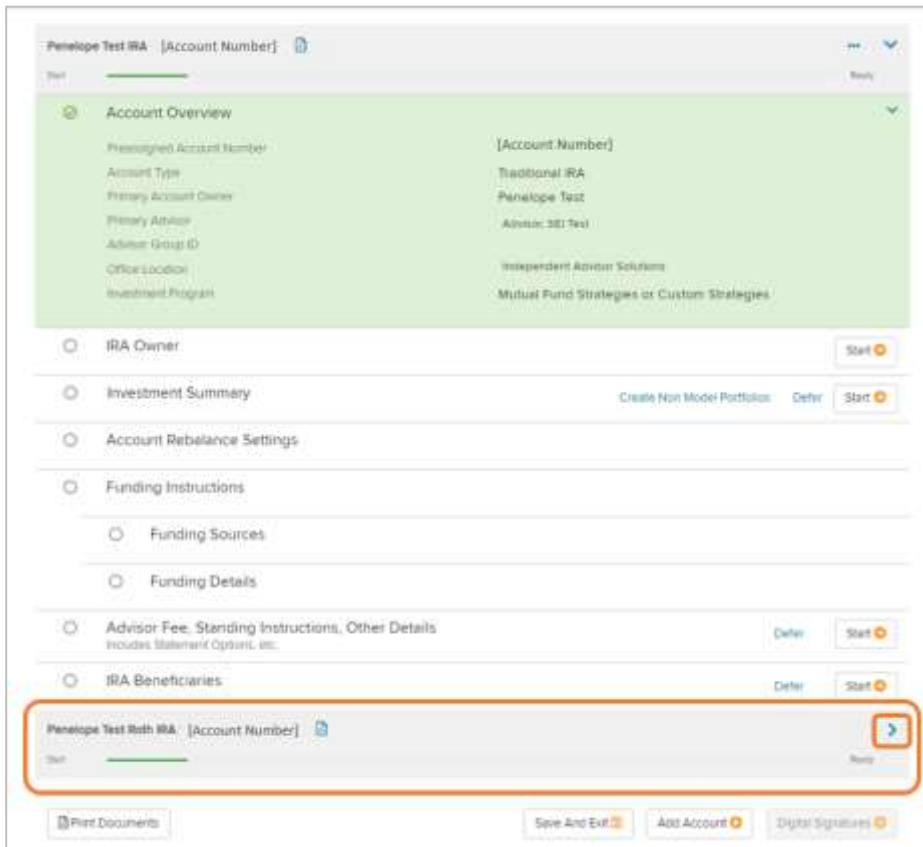 Penelope Test IRA [Account Number]
Start Ready
Account Overview
Preassigned Account Number [Account Number]
Account Type Traditional IRA
Primary Account Owner Penelope Test
Primary Advisor Advisor, SEI Test
Advisor Group ID
Office Location Independent Advisor Solutions
Investment Program Mutual Fund Strategies or Custom Strategies
IRA Owner Start
Investment Summary Create Non Model Portfolios Defer Start
Account Rebalance Settings
Funding Instructions
Funding Sources
Funding Details
Advisor Fee, Standing Instructions, Other Details Defer Start
Includes Statement Options, etc.
IRA Beneficiaries Defer Start
Penelope Test Roth IRA [Account Number]
Start Ready
Print Documents Save And Exit Add Account Digital Signatures